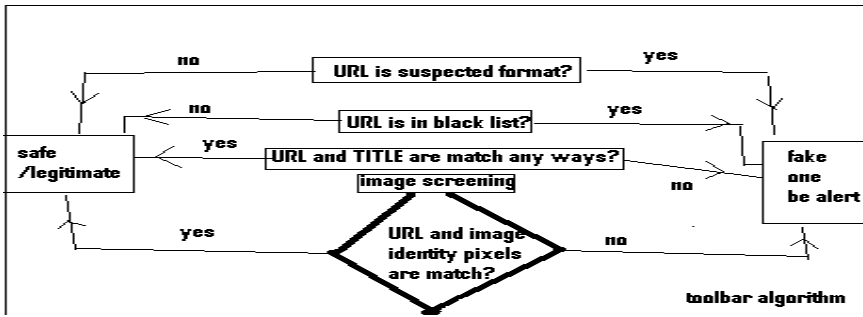 no
yes
URL is suspected format?
no
yes
URL is in black list?
safe
/legitimate
yes
URL and TITLE are match any ways?
no
fake
one
be alert
image screening
yes
URL and image
identity pixels
are match?
no
toolbar algorithm